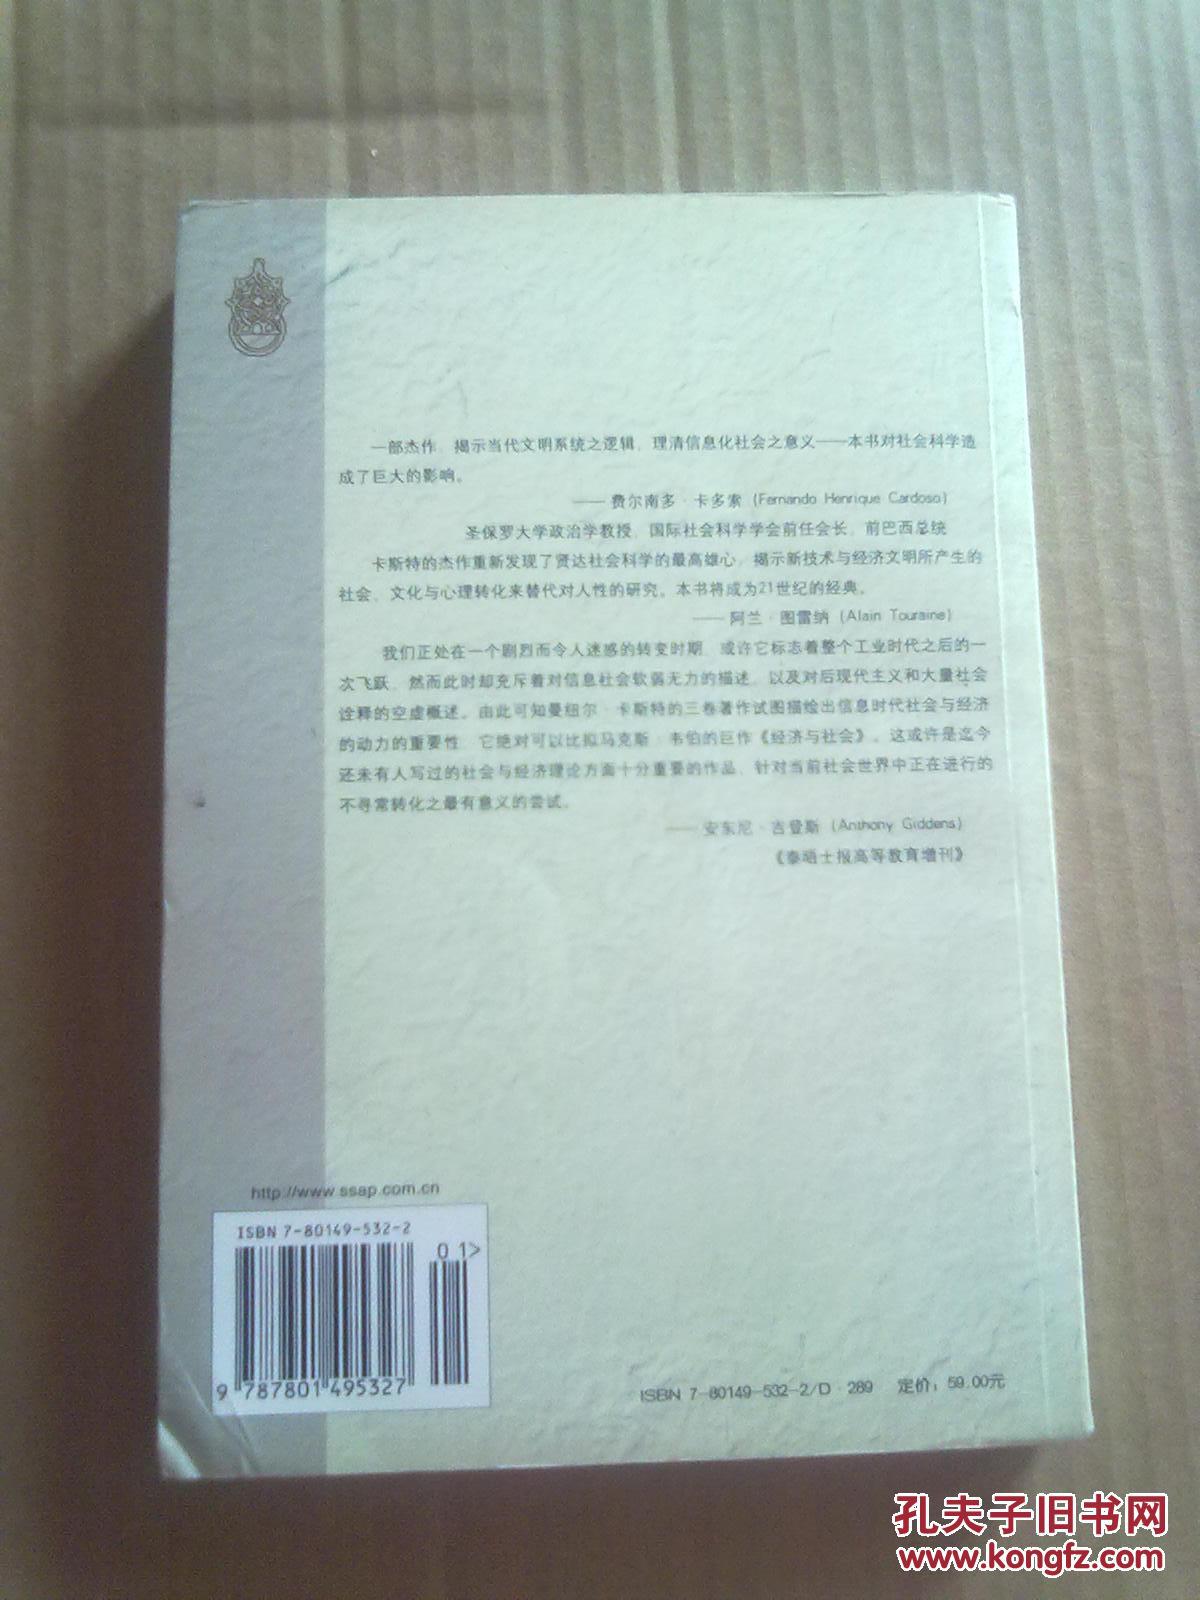 一部杰作，揭示当代文明系统之逻辑，理清信息化社会之意义——本书对社会科学造
成了巨大的影响。
——费尔南多·卡多索(Fernando Henrique Cardoso)
圣保罗大学政治学教授，国际社会科学学会前任会长，前巴西总统
卡斯特的杰作重新发现了贤达社会科学的最高雄心，揭示新技术与经济文明所产生的
社会、文化与心理转化来替代对人性的研究。本书将成为21世纪的经典。
——阿兰·图雷纳(Alain Touraine)
我们正处在一个剧烈而令人迷惑的转变时期，或许它标志着整个工业时代之后的一
次飞跃，然而此时却充斥着对信息社会软弱无力的描述，以及对后现代主义和大量社会
诠释的空虚概述。由此可知曼纽尔·卡斯特的三卷著作试图描绘出信息时代社会与经济
的动力的重要性，它绝对可以比拟马克斯·韦伯的巨作《经济与社会》。这或许是迄今
还未有人写过的社会与经济理论方面十分重要的作品，针对当前社会世界中正在进行的
不寻常转化之最有意义的尝试。
——安东尼·吉登斯(Anthony Giddens)
《泰晤士报高等教育增刊》
http://www.ssap.com.cn
ISBN 7-80149-532-2
01>
9 787801 495327
ISBN 7-80149-532-2/D·289 定价：59.00元
孔夫子旧书网
www.kongfz.com